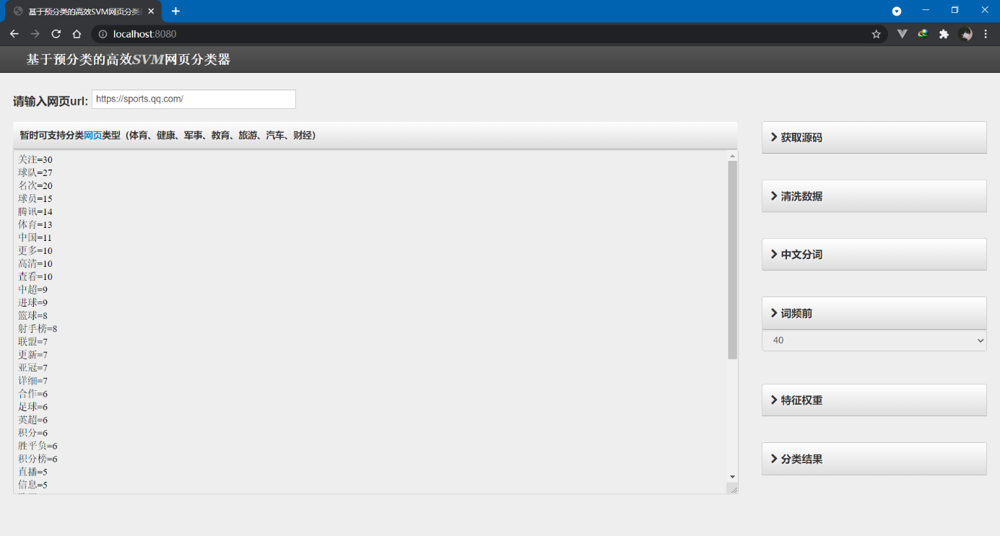 基于预分类的高效SVM网页分类
localhost:8080
基于预分类的高效SVM网页分类器
请输入网页url: https://sports.qq.com/
暂时可支持分类网页类型（体育、健康、军事、教育、旅游、汽车、财经）
关注=30
球队=27
名次=20
球员=15
腾讯=14
体育=13
中国=11
更多=10
高清=10
查看=10
中超=9
进球=9
篮球=8
射手榜=8
联盟=7
更新=7
亚冠=7
详细=7
合作=6
足球=6
英超=6
积分=6
胜平负=6
积分榜=6
直播=5
信息=5
获取源码
清洗数据
中文分词
词频前
40
特征权重
分类结果